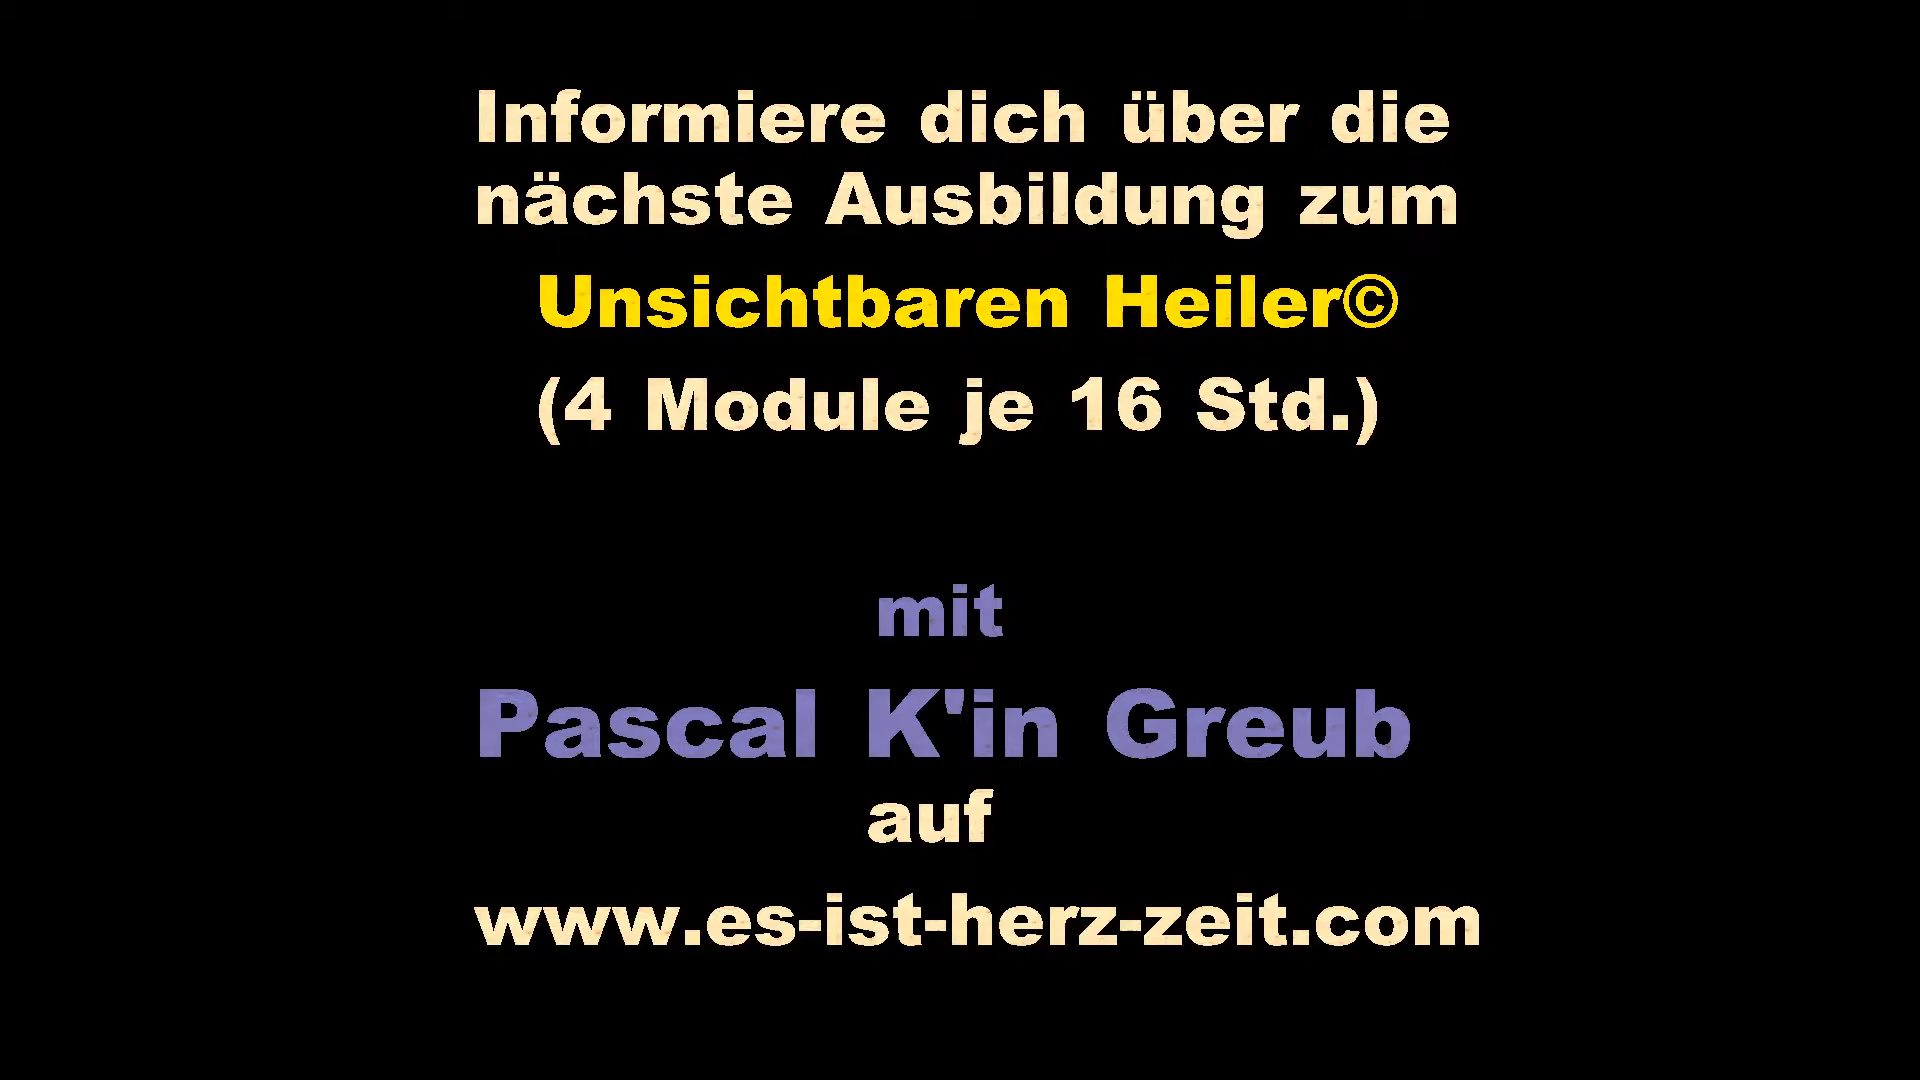 Informiere dich über die
nächste Ausbildung zum
Unsichtbaren Heiler©
(4 Module je 16 Std.)
mit
Pascal K'in Greub
auf
www.es-ist-herz-zeit.com